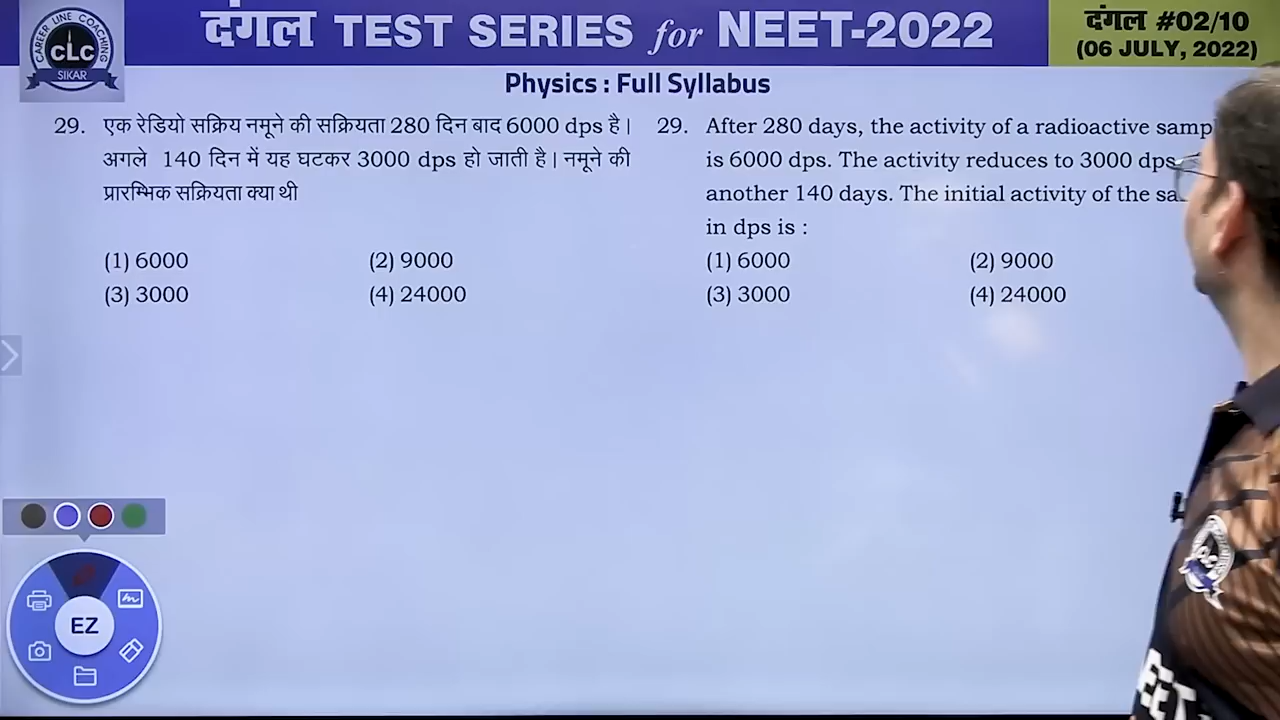 दंगल TEST SERIES for NEET-2022
दंगल #02/10
(06 JULY, 2022)
CAREER LINE COACHING
CLC
SIKAR
Physics : Full Syllabus
29. एक रेडियो सक्रिय नमूने की सक्रियता 280 दिन बाद 6000 dps है।
अगले 140 दिन में यह घटकर 3000 dps हो जाती है। नमूने की
प्रारम्भिक सक्रियता क्या थी
(1) 6000 (2) 9000
(3) 3000 (4) 24000
29. After 280 days, the activity of a radioactive samp
is 6000 dps. The activity reduces to 3000 dps
another 140 days. The initial activity of the sa
in dps is :
(1) 6000 (2) 9000
(3) 3000 (4) 24000
EZ